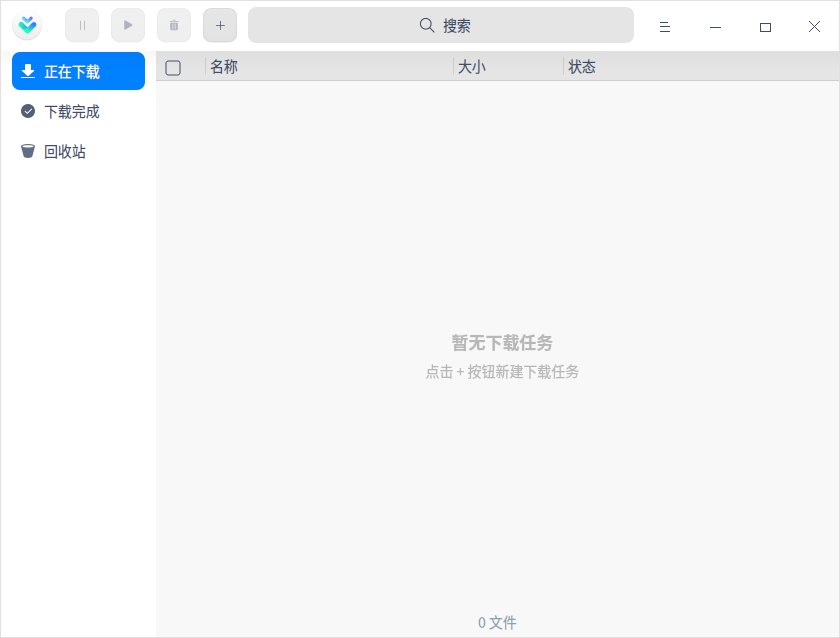 搜索
正在下载
下载完成
回收站
名称
大小
状态
暂无下载任务
点击 + 按钮新建下载任务
0 文件